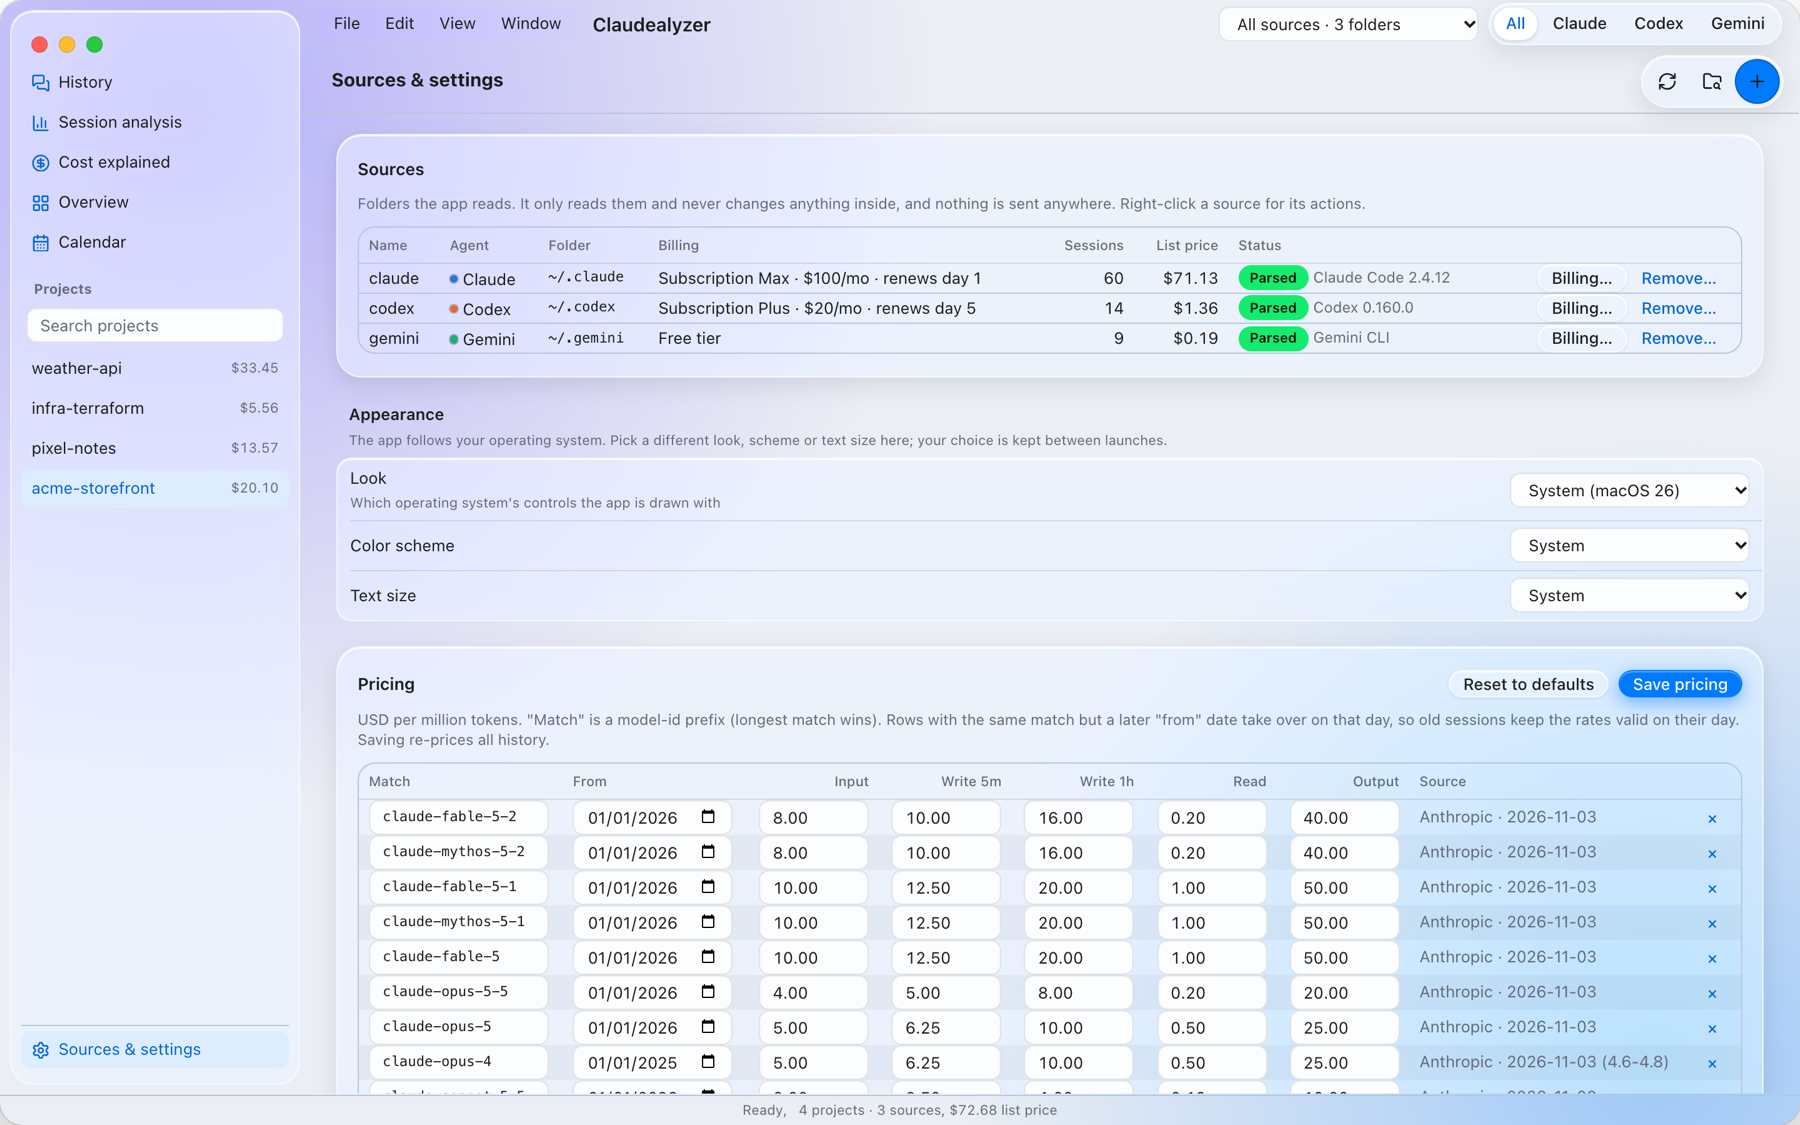 File Edit View Window Claudealyzer
All sources · 3 folders
All Claude Codex Gemini
History
Session analysis
Cost explained
Overview
Calendar
Projects
Search projects
weather-api $33.45
infra-terraform $5.56
pixel-notes $13.57
acme-storefront $20.10
Sources & settings
Sources & settings
Sources
Folders the app reads. It only reads them and never changes anything inside, and nothing is sent anywhere. Right-click a source for its actions.
Name Agent Folder Billing Sessions List price Status
claude Claude ~/.claude Subscription Max · $100/mo · renews day 1 60 $71.13 Parsed Claude Code 2.4.12 Billing... Remove...
codex Codex ~/.codex Subscription Plus · $20/mo · renews day 5 14 $1.36 Parsed Codex 0.160.0 Billing... Remove...
gemini Gemini ~/.gemini Free tier 9 $0.19 Parsed Gemini CLI Billing... Remove...
Appearance
The app follows your operating system. Pick a different look, scheme or text size here; your choice is kept between launches.
Look
Which operating system's controls the app is drawn with
System (macOS 26)
Color scheme System
Text size System
Pricing Reset to defaults Save pricing
USD per million tokens. "Match" is a model-id prefix (longest match wins). Rows with the same match but a later "from" date take over on that day, so old sessions keep the rates valid on their day.
Saving re-prices all history.
Match From Input Write 5m Write 1h Read Output Source
claude-fable-5-2 01/01/2026 8.00 10.00 16.00 0.20 40.00 Anthropic · 2026-11-03 ×
claude-mythos-5-2 01/01/2026 8.00 10.00 16.00 0.20 40.00 Anthropic · 2026-11-03 ×
claude-fable-5-1 01/01/2026 10.00 12.50 20.00 1.00 50.00 Anthropic · 2026-11-03 ×
claude-mythos-5-1 01/01/2026 10.00 12.50 20.00 1.00 50.00 Anthropic · 2026-11-03 ×
claude-fable-5 01/01/2026 10.00 12.50 20.00 1.00 50.00 Anthropic · 2026-11-03 ×
claude-opus-5-5 01/01/2026 4.00 5.00 8.00 0.20 20.00 Anthropic · 2026-11-03 ×
claude-opus-5 01/01/2026 5.00 6.25 10.00 0.50 25.00 Anthropic · 2026-11-03 ×
claude-opus-4 01/01/2025 5.00 6.25 10.00 0.50 25.00 Anthropic · 2026-11-03 (4.6-4.8) ×
Ready, 4 projects · 3 sources, $72.68 list price